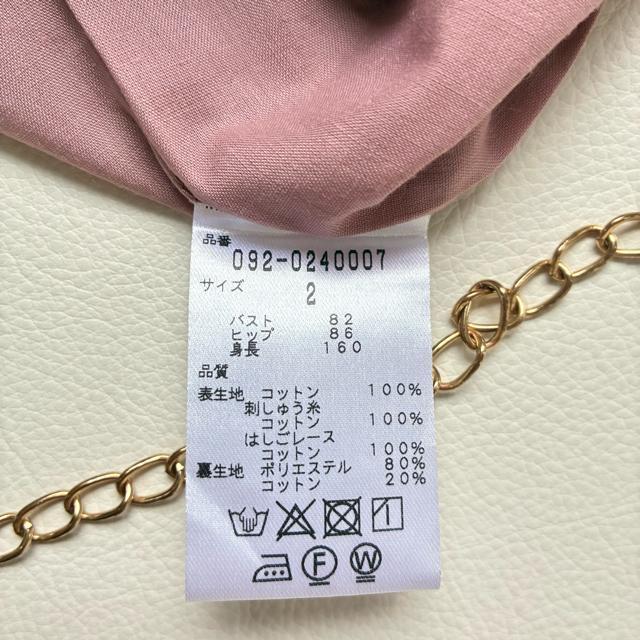 品番
092-0240007
サイズ
2
バスト 82
ヒップ 86
身長 160
品質
表生地 コットン 100%
刺しゅう糸
コットン 100%
はしごレース
コットン 100%
裏生地 ポリエステル 80%
コットン 20%
F W